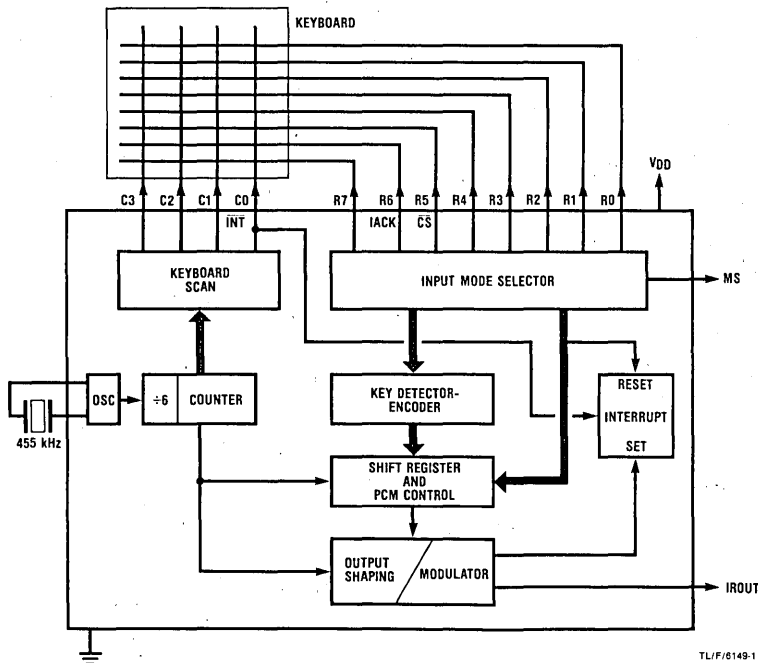 KEYBOARD
VDD
C3 C2 C1 C0 R7 R6 R5 R4 R3 R2 R1 R0
INT IACK CS
KEYBOARD
SCAN
INPUT MODE SELECTOR
MS
OSC
÷6 COUNTER
455 kHz
KEY DETECTOR-
ENCODER
RESET
INTERRUPT
SET
SHIFT REGISTER
AND
PCM CONTROL
OUTPUT
SHAPING
MODULATOR
IROUT
TL/F/6149-1